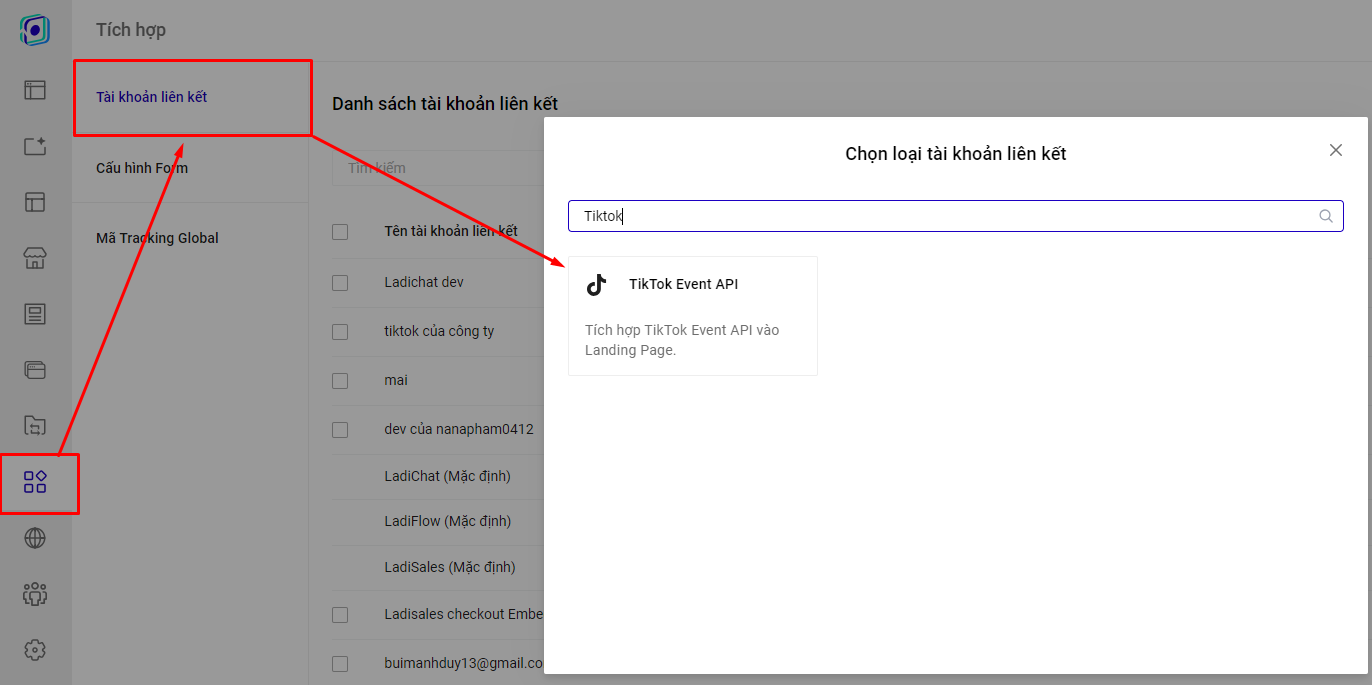 Tích hợp
Tài khoản liên kết
Cấu hình Form
Mã Tracking Global
Danh sách tài khoản liên kết
Tìm kiếm
Tên tài khoản liên kết
Ladichat dev
tiktok của công ty
mai
dev của nanapham0412
LadiChat (Mặc định)
LadiFlow (Mặc định)
LadiSales (Mặc định)
Ladisales checkout Embe
buimanhduy13@gmail.co
Chọn loại tài khoản liên kết
Tiktok
TikTok Event API
Tích hợp TikTok Event API vào
Landing Page.